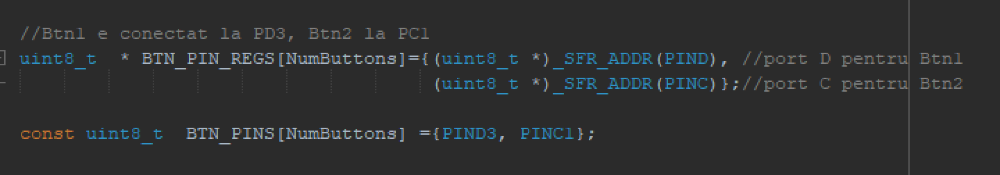 //Btn1 e conectat la PD3, Btn2 la PC1
uint8_t  * BTN_PIN_REGS[NumButtons]={(uint8_t *)_SFR_ADDR(PIND), //port D pentru Btn1
(uint8_t *)_SFR_ADDR(PINC)};//port C pentru Btn2
const uint8_t  BTN_PINS[NumButtons] ={PIND3, PINC1};